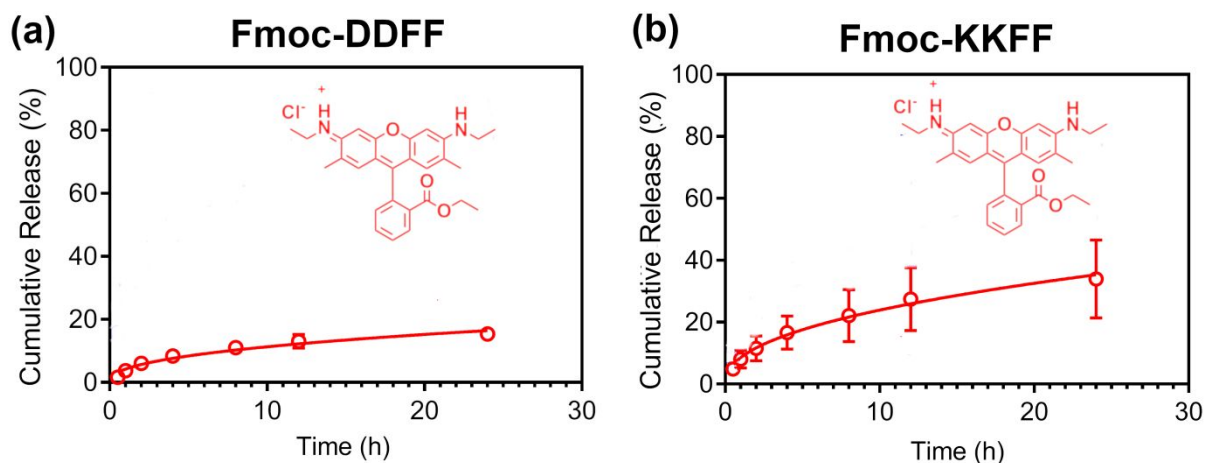 (a) Fmoc-DDFF
Cumulative Release (%)
100
80
60
40
20
0
0 10 20 30
Time (h)
Cl-
+
H
N
O
H
N
O
O
(b) Fmoc-KKFF
Cumulative Release (%)
100
80
60
40
20
0
0 10 20 30
Time (h)
Cl-
+
H
N
O
H
N
O
O